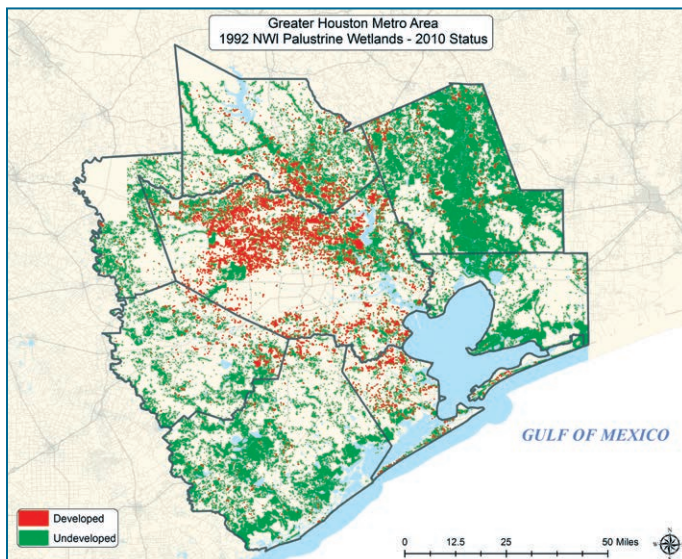 Greater Houston Metro Area
1992 NWI Palustrine Wetlands - 2010 Status
GULF OF MEXICO
Developed
Undeveloped
0 12.5 25 50 Miles
N